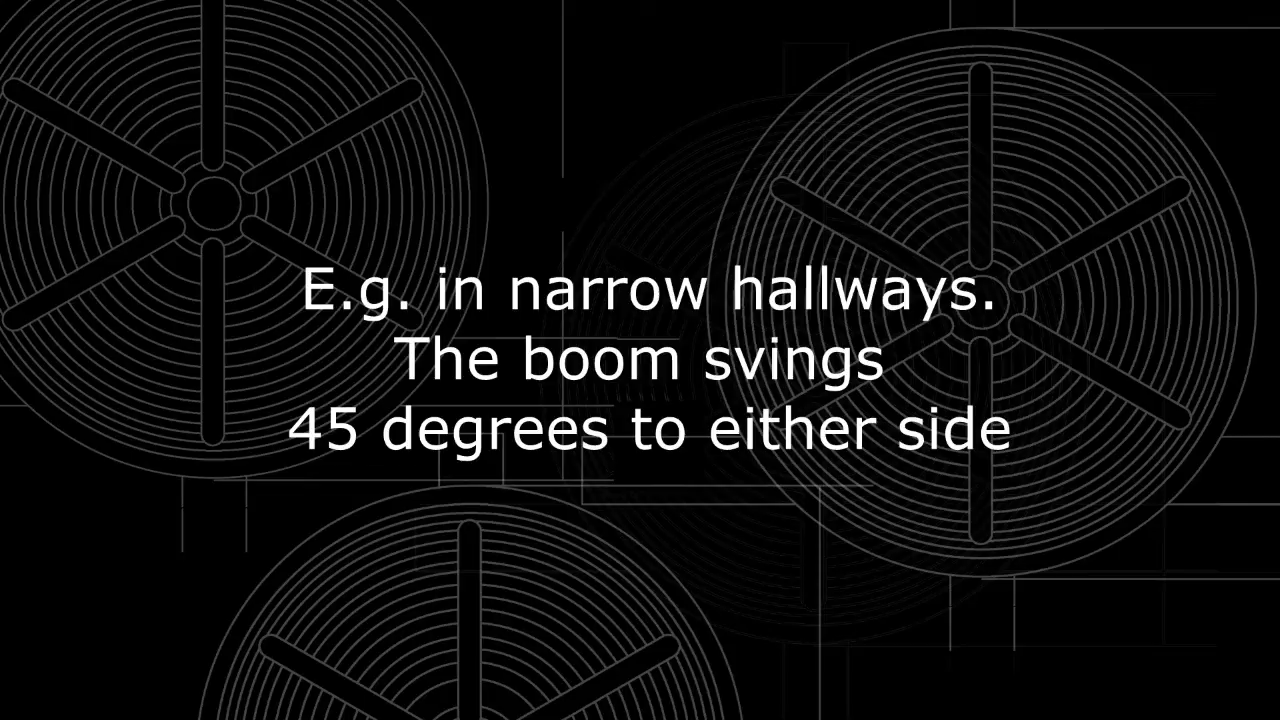 E.g. in narrow hallways.
The boom svings
45 degrees to either side